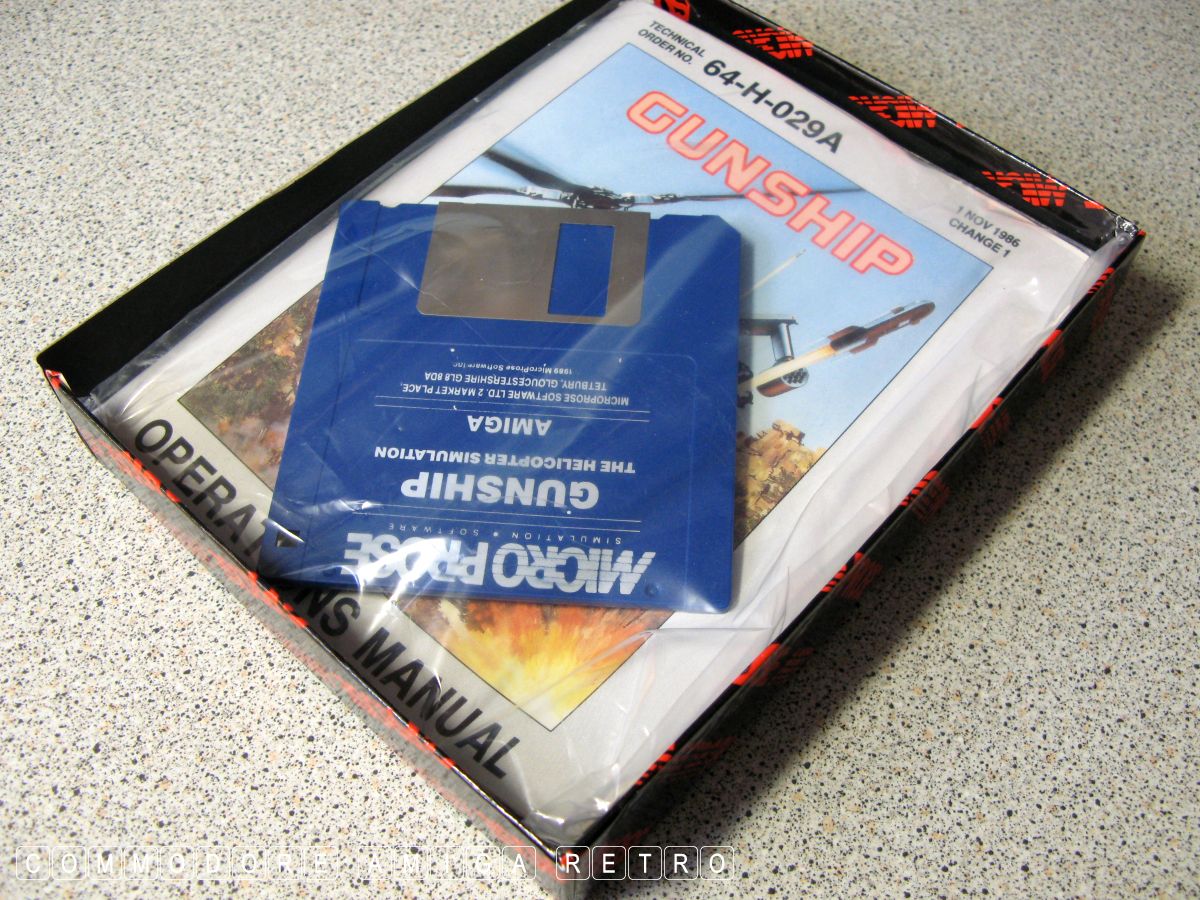 TECHNICAL
ORDER NO. 64-H-029A
GUNSHIP
1 NOV 1986
CHANGE 1
OPERAT NS MANUAL
MICRO PROSE
SIMULATION • SOFTWARE
GUNSHIP
THE HELICOPTER SIMULATION
AMIGA
MICROPROSE SOFTWARE LTD. 2 MARKET PLACE,
TETBURY, GLOUCESTERSHIRE GL8 8DA
1989 MicroProse Software Inc
COMMODORE AMIGA RETRO